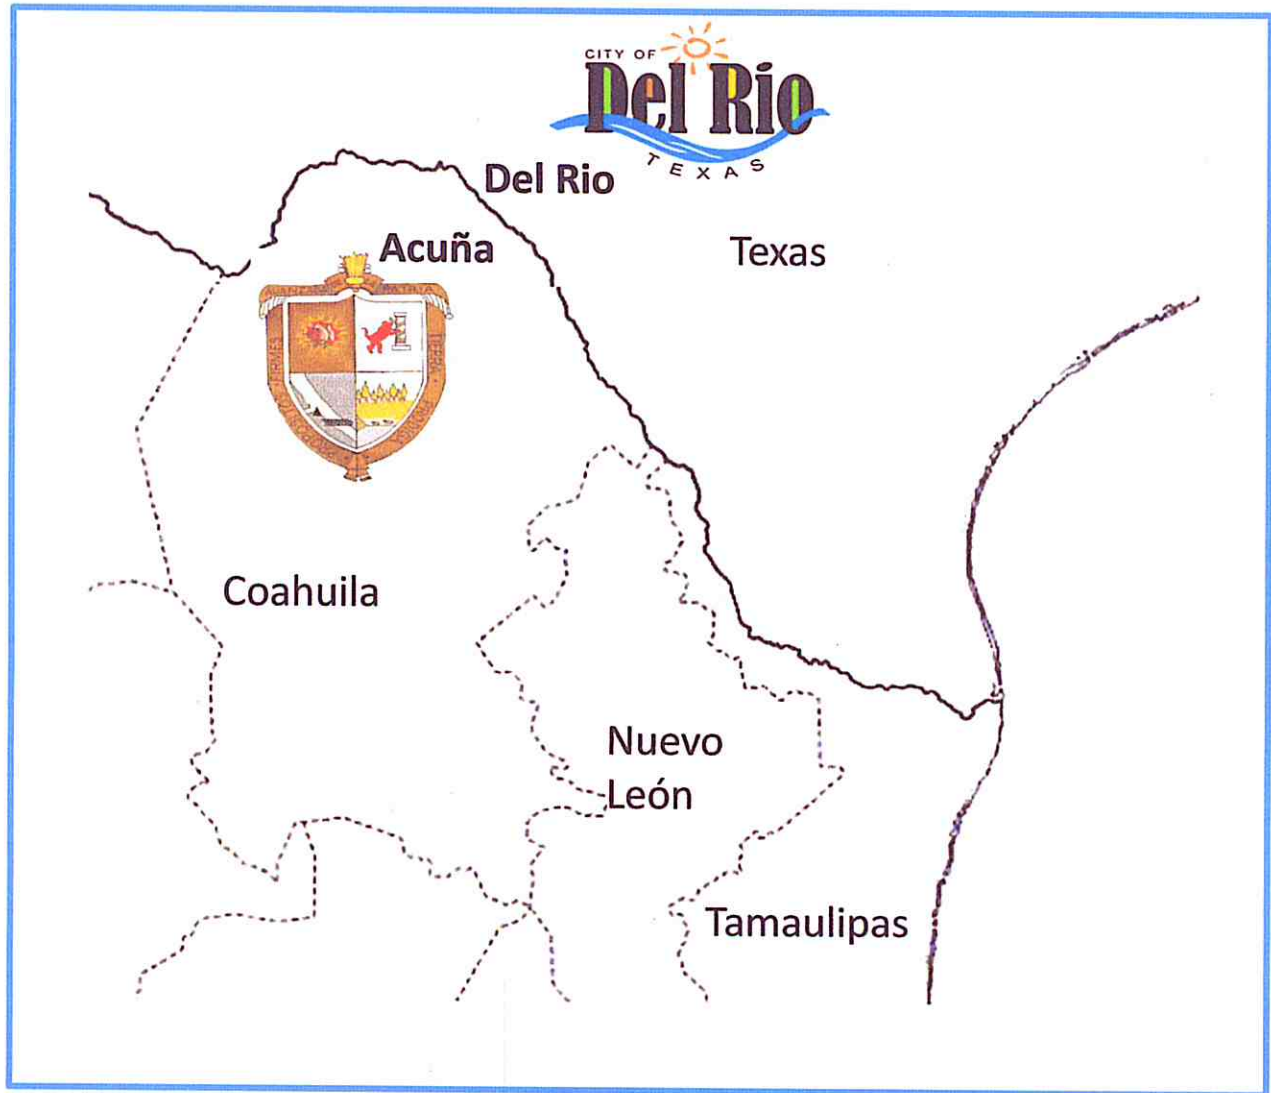 CITY OF
Del Rio
TEXAS
Del Rio
Acuña
Texas
Coahuila
Nuevo
León
Tamaulipas